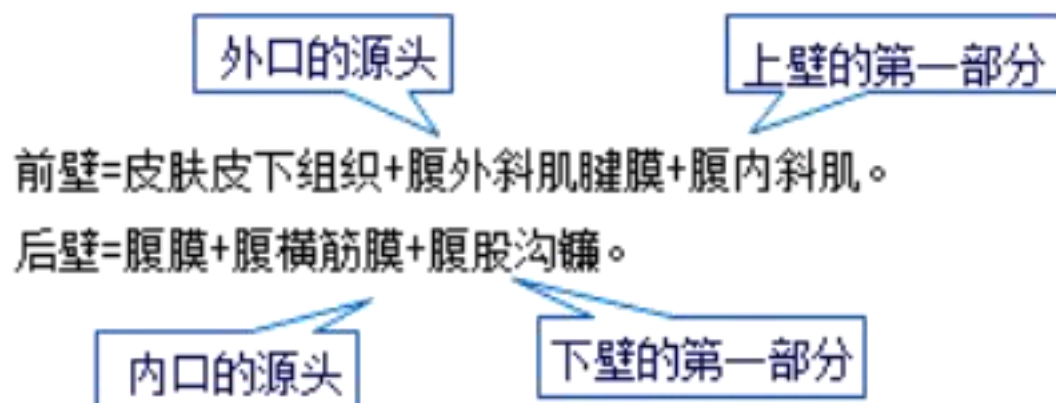 外口的源头
上壁的第一部分
前壁=皮肤皮下组织+腹外斜肌腱膜+腹内斜肌。
后壁=腹膜+腹横筋膜+腹股沟镰。
内口的源头
下壁的第一部分